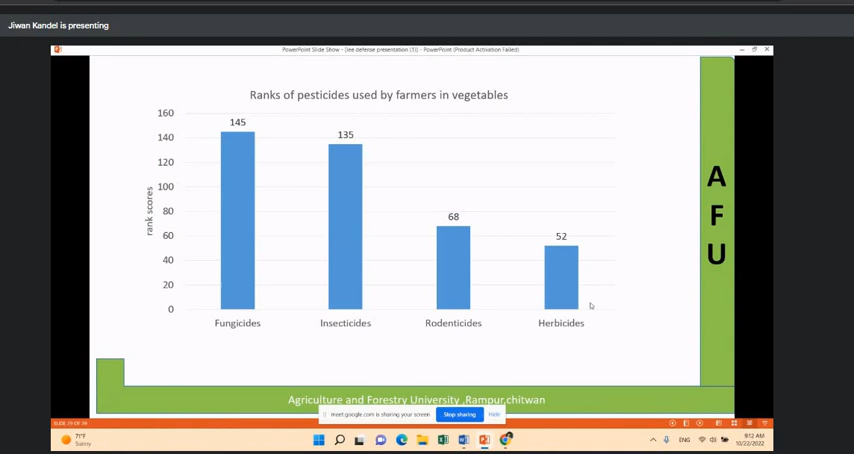 Jiwan Kandel is presenting
PowerPoint Slide Show - [lee defense presentation (1)] - PowerPoint (Product Activation Failed)
Ranks of pesticides used by farmers in vegetables
160
140
120
100
80
60
40
20
0
rank scores
145
135
68
52
Fungicides
Insecticides
Rodenticides
Herbicides
A
F
U
Agriculture and Forestry University ,Rampur,chitwan
meet.google.com is sharing your screen
Stop sharing
Hide
71°F
Sunny
ENG
9:12 AM
10/22/2022